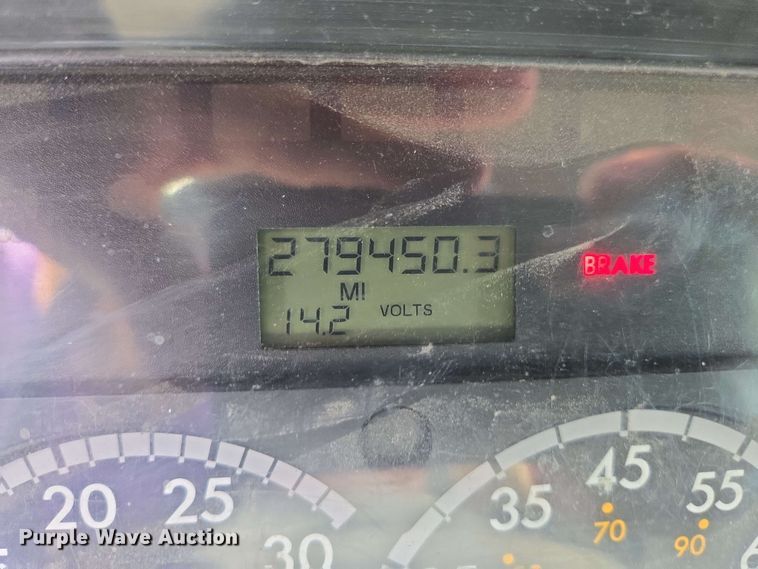 279450.3
MI
14.2 VOLTS
BRAKE
20 25 30
35 45 55
70 90
Purple Wave Auction